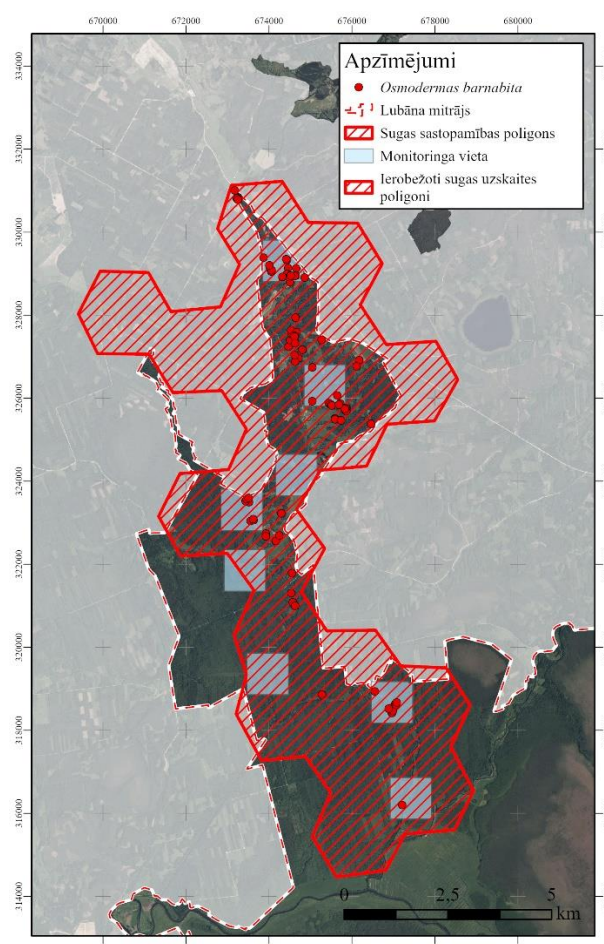 670000 672000 674000 676000 678000 680000
334000
332000
330000
328000
326000
324000
322000
320000
318000
316000
314000
Apzīmējumi
Osmodermas barnabita
Lubāna mitrājs
Sugas sastopamības poligons
Monitoringa vieta
Ierobežoti sugas uzskaites
poligoni
0 2,5 5
km